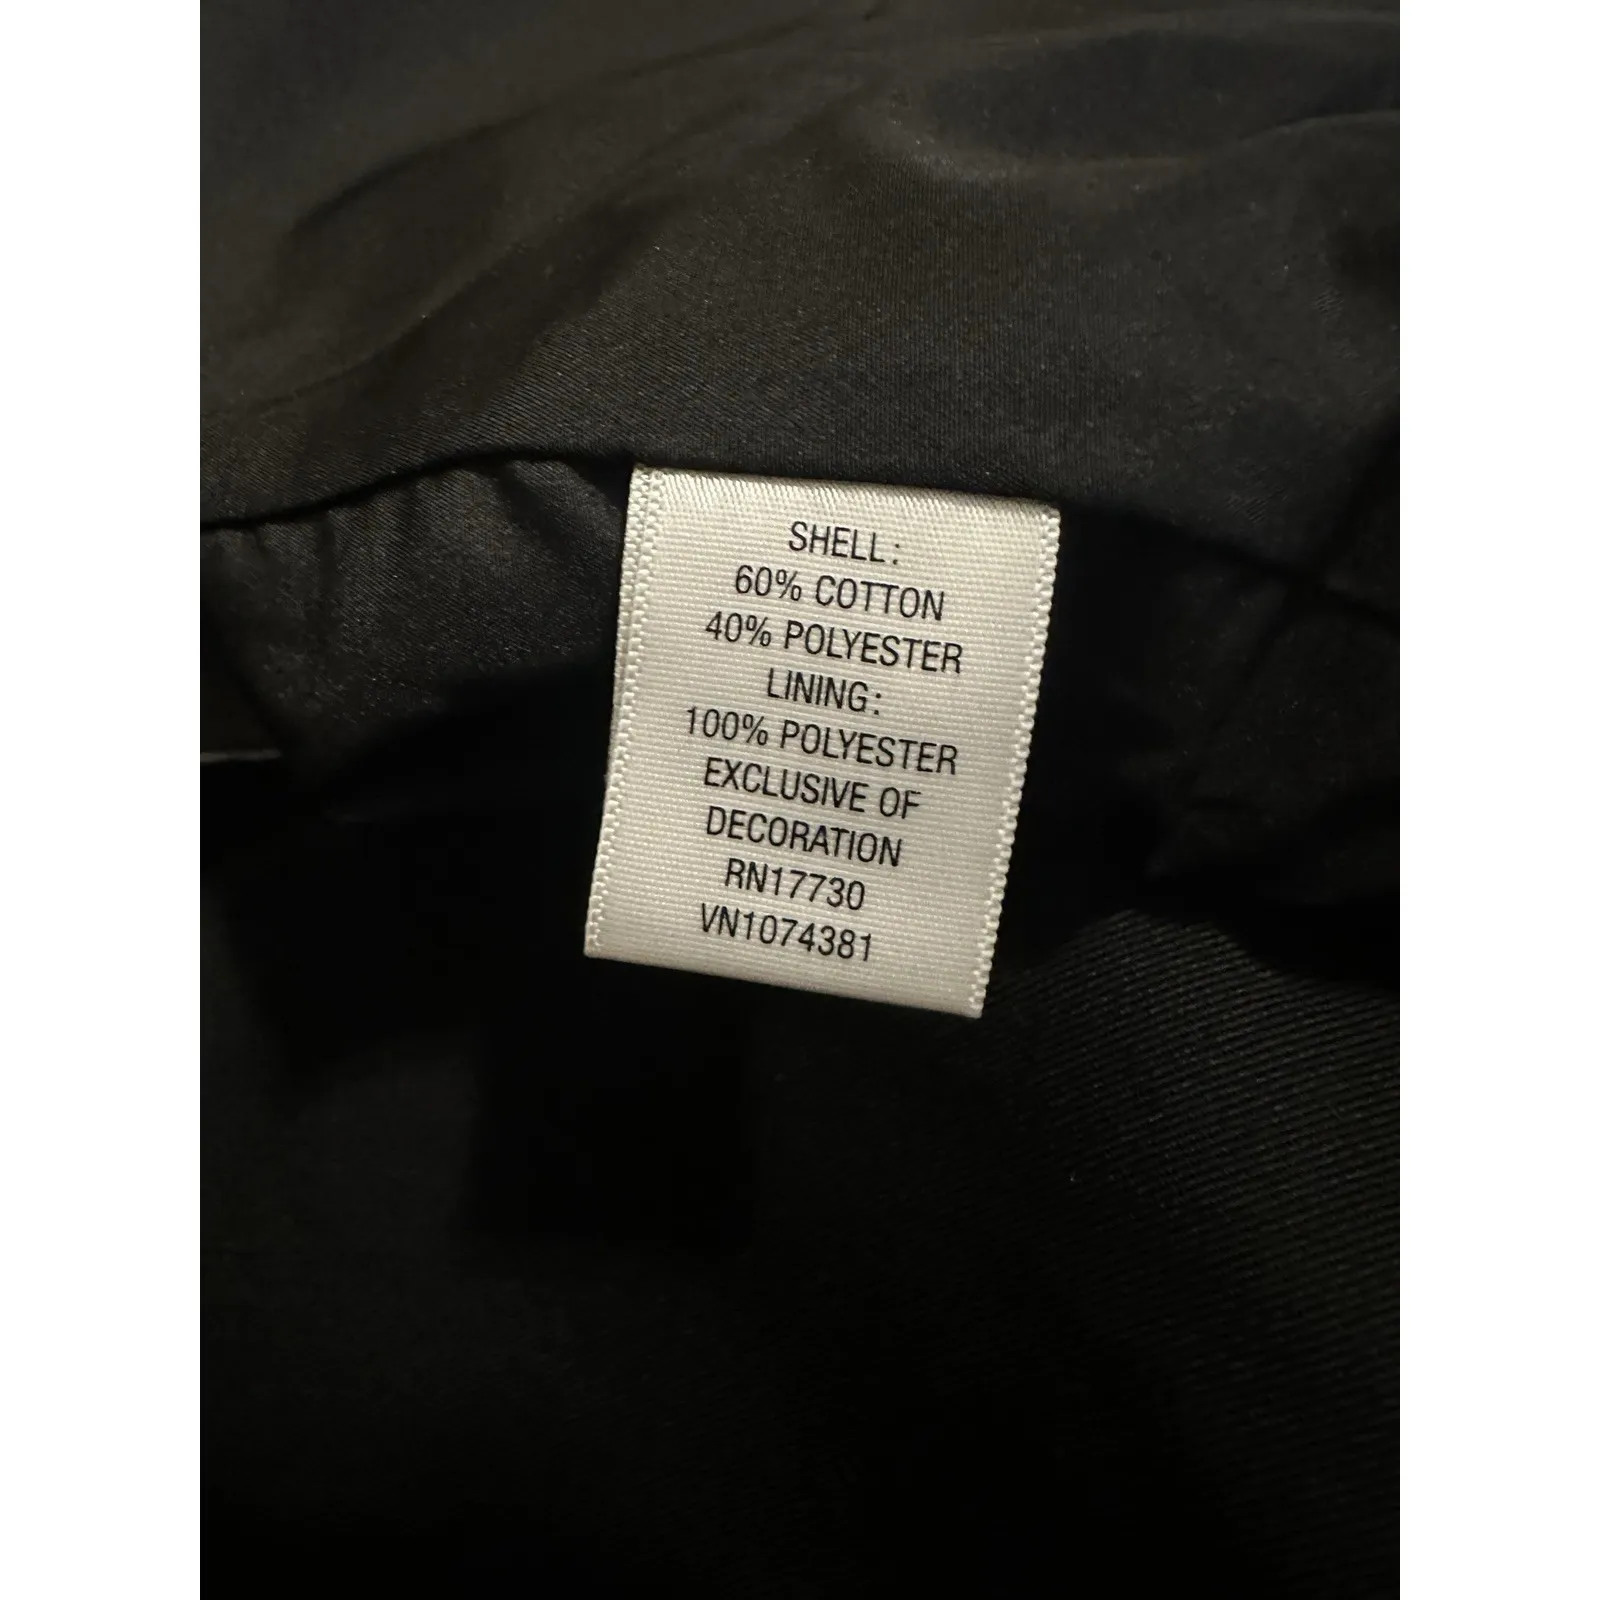 SHELL:
60% COTTON
40% POLYESTER
LINING:
100% POLYESTER
EXCLUSIVE OF
DECORATION
RN17730
VN1074381